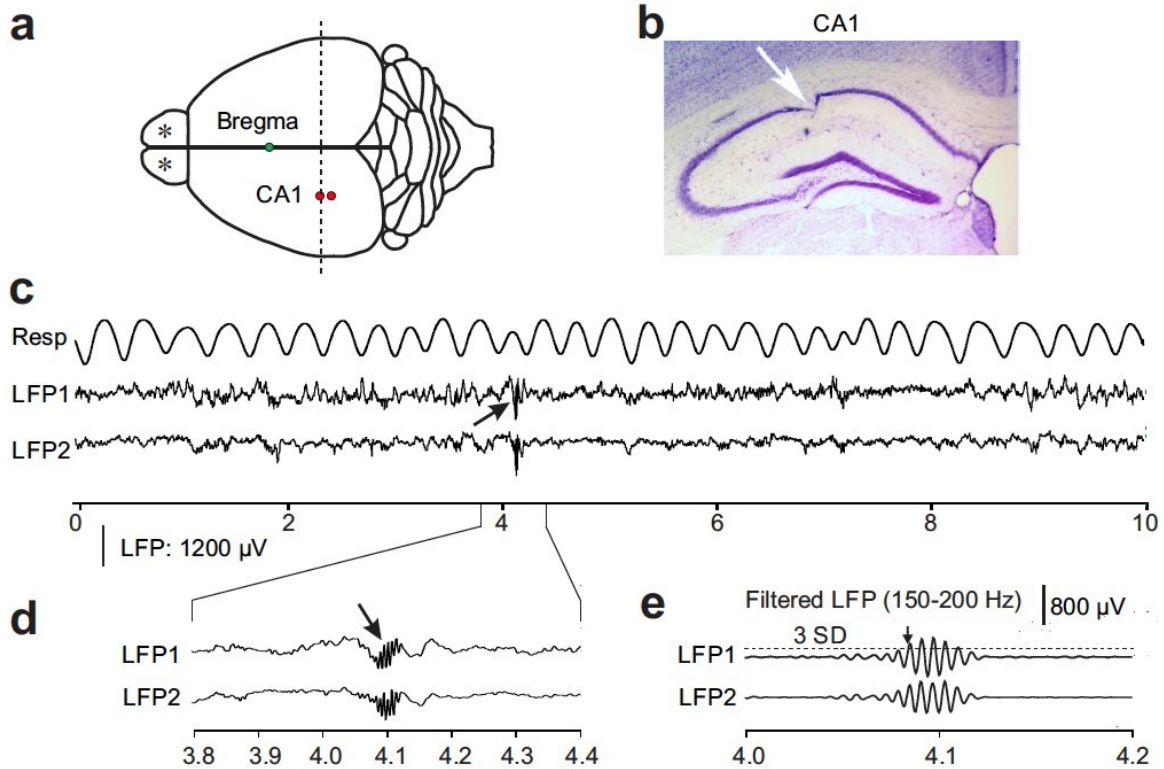 a
*
*
Bregma
CA1
b
CA1
c
Resp
LFP1
LFP2
0 2 4 6 8 10
LFP: 1200 µV
d
LFP1
LFP2
3.8 3.9 4.0 4.1 4.2 4.3 4.4
e
Filtered LFP (150-200 Hz) 800 µV
3 SD
LFP1
LFP2
4.0 4.1 4.2